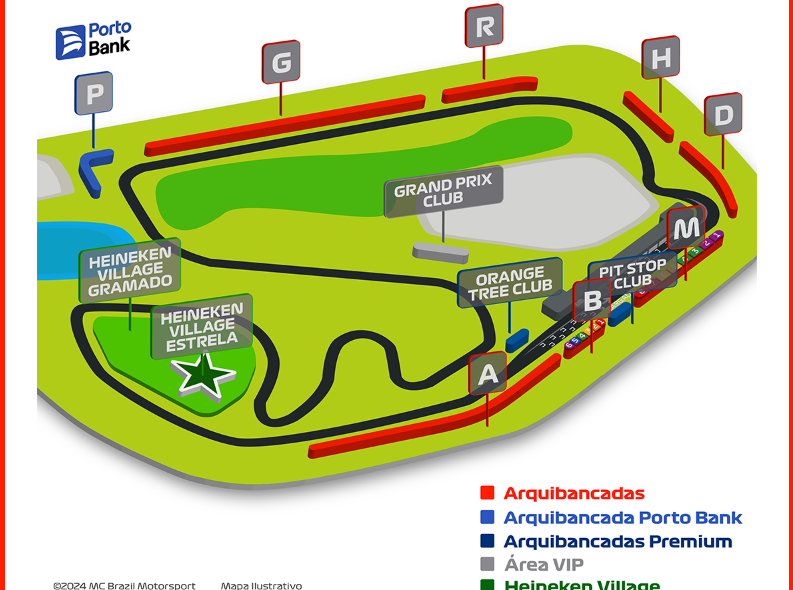 Porto
Bank
R
G
H
P
D
GRAND PRIX
CLUB
M
HEINEKEN
VILLAGE
GRAMADO
ORANGE
TREE CLUB
PIT STOP
CLUB
B
HEINEKEN
VILLAGE
ESTRELA
A
Arquibancadas
Arquibancada Porto Bank
Arquibancadas Premium
Área VIP
Heineken Village
©2024 MC Brazil Motorsport Mapa Ilustrativo